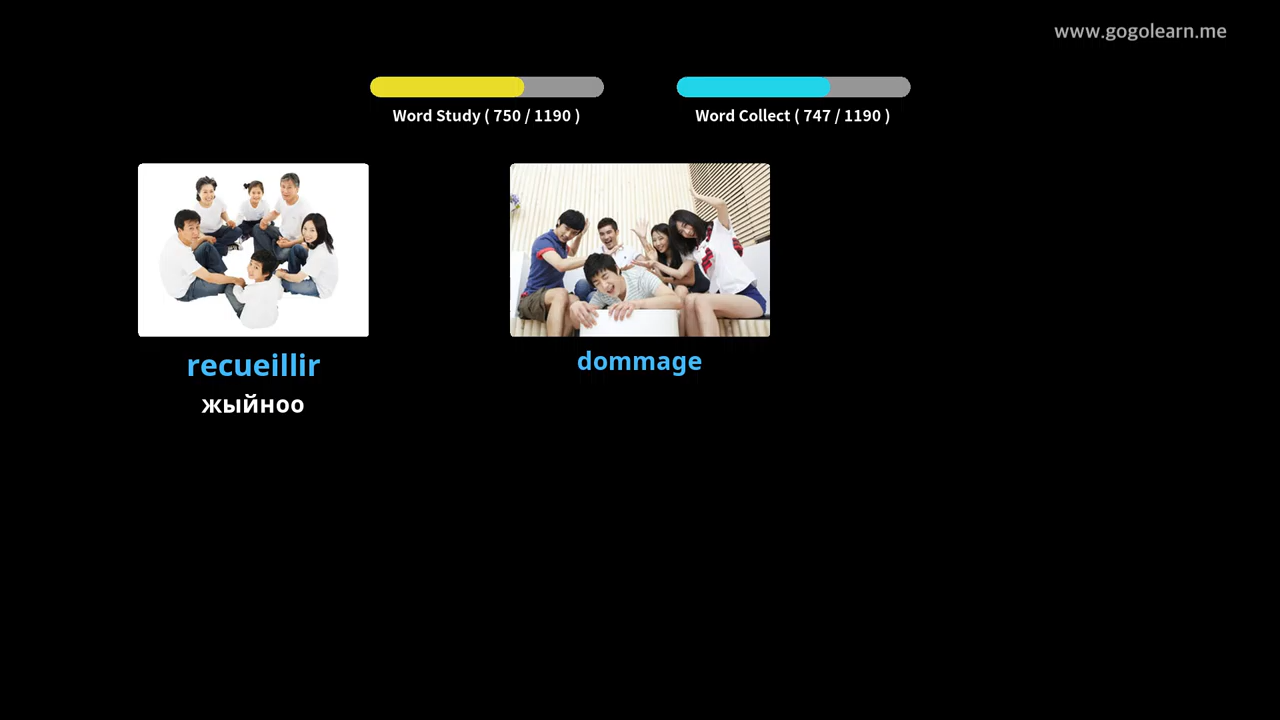 www.gogolearn.me
Word Study ( 750 / 1190 )
Word Collect ( 747 / 1190 )
recueillir
жыйноо
dommage